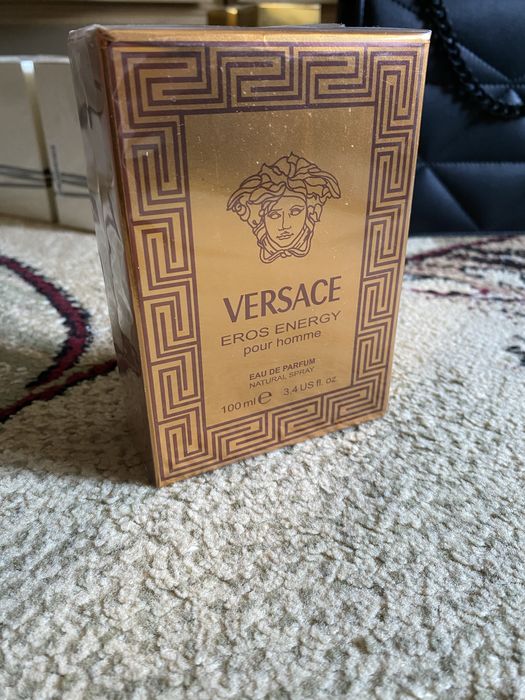 VERSACE
EROS ENERGY
pour homme
EAU DE PARFUM
NATURAL SPRAY
100 ml e 3.4 US fl. oz.